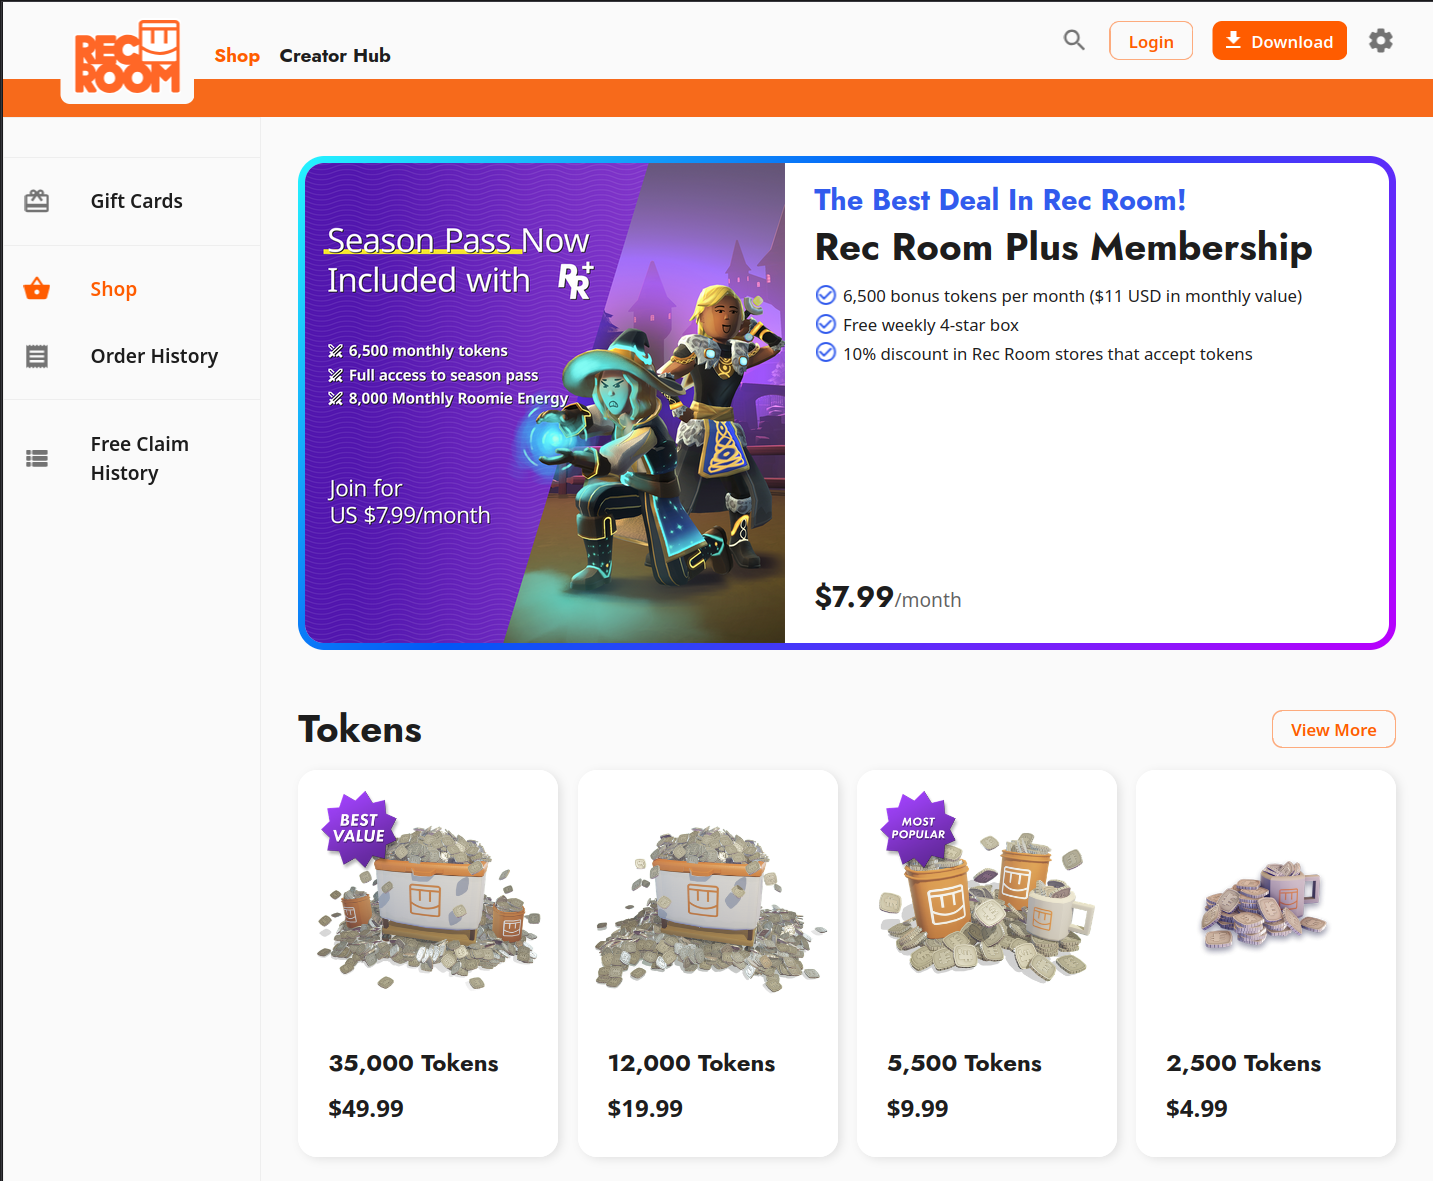 REC
ROOM
Shop
Creator Hub
Login
Download
Gift Cards
Shop
Order History
Free Claim
History
Season Pass Now
Included with RR+
6,500 monthly tokens
Full access to season pass
8,000 Monthly Roomie Energy
Join for
US $7.99/month
The Best Deal In Rec Room!
Rec Room Plus Membership
6,500 bonus tokens per month ($11 USD in monthly value)
Free weekly 4-star box
10% discount in Rec Room stores that accept tokens
$7.99/month
Tokens
View More
BEST
VALUE
35,000 Tokens
$49.99
12,000 Tokens
$19.99
MOST
POPULAR
5,500 Tokens
$9.99
2,500 Tokens
$4.99